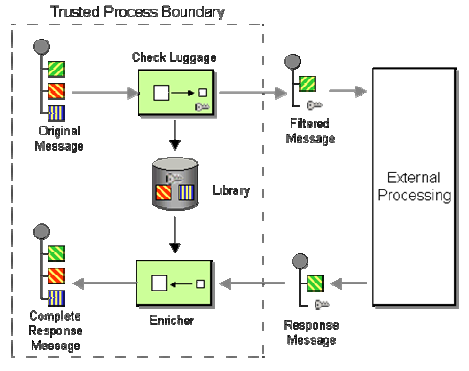 Trusted Process Boundary
Check Luggage
Original
Message
Filtered
Message
External
Processing
Library
Complete
Response
Message
Enricher
Response
Message